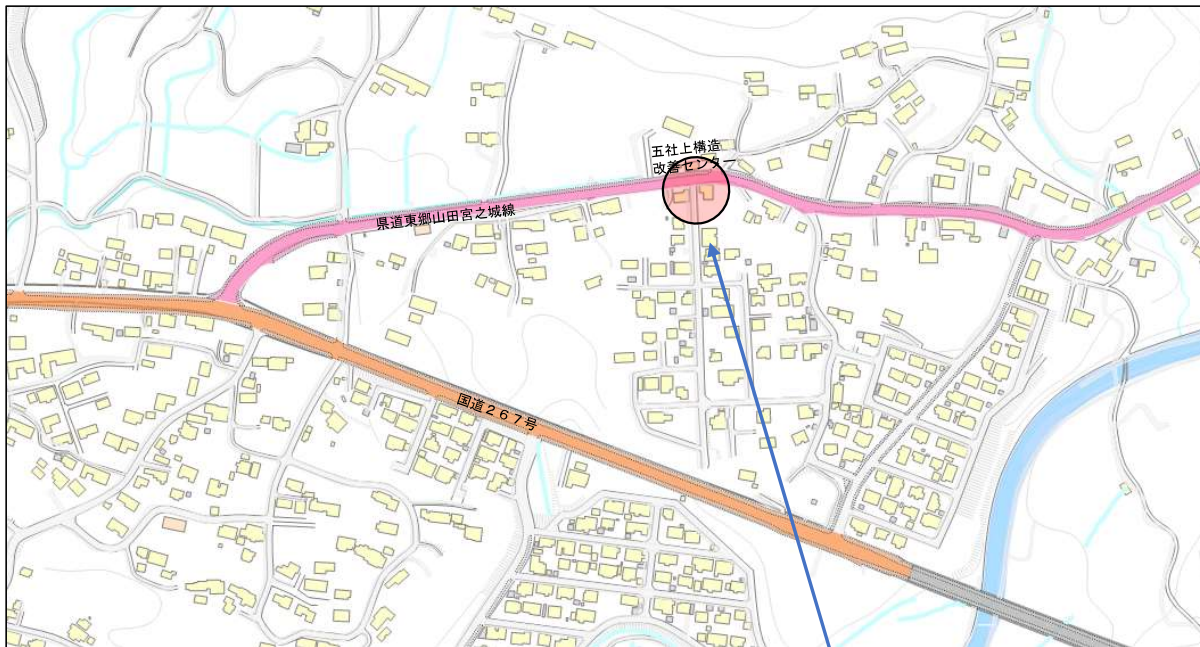 五社上構造
改善センター
県道東郷山田宮之城線
国道２６７号